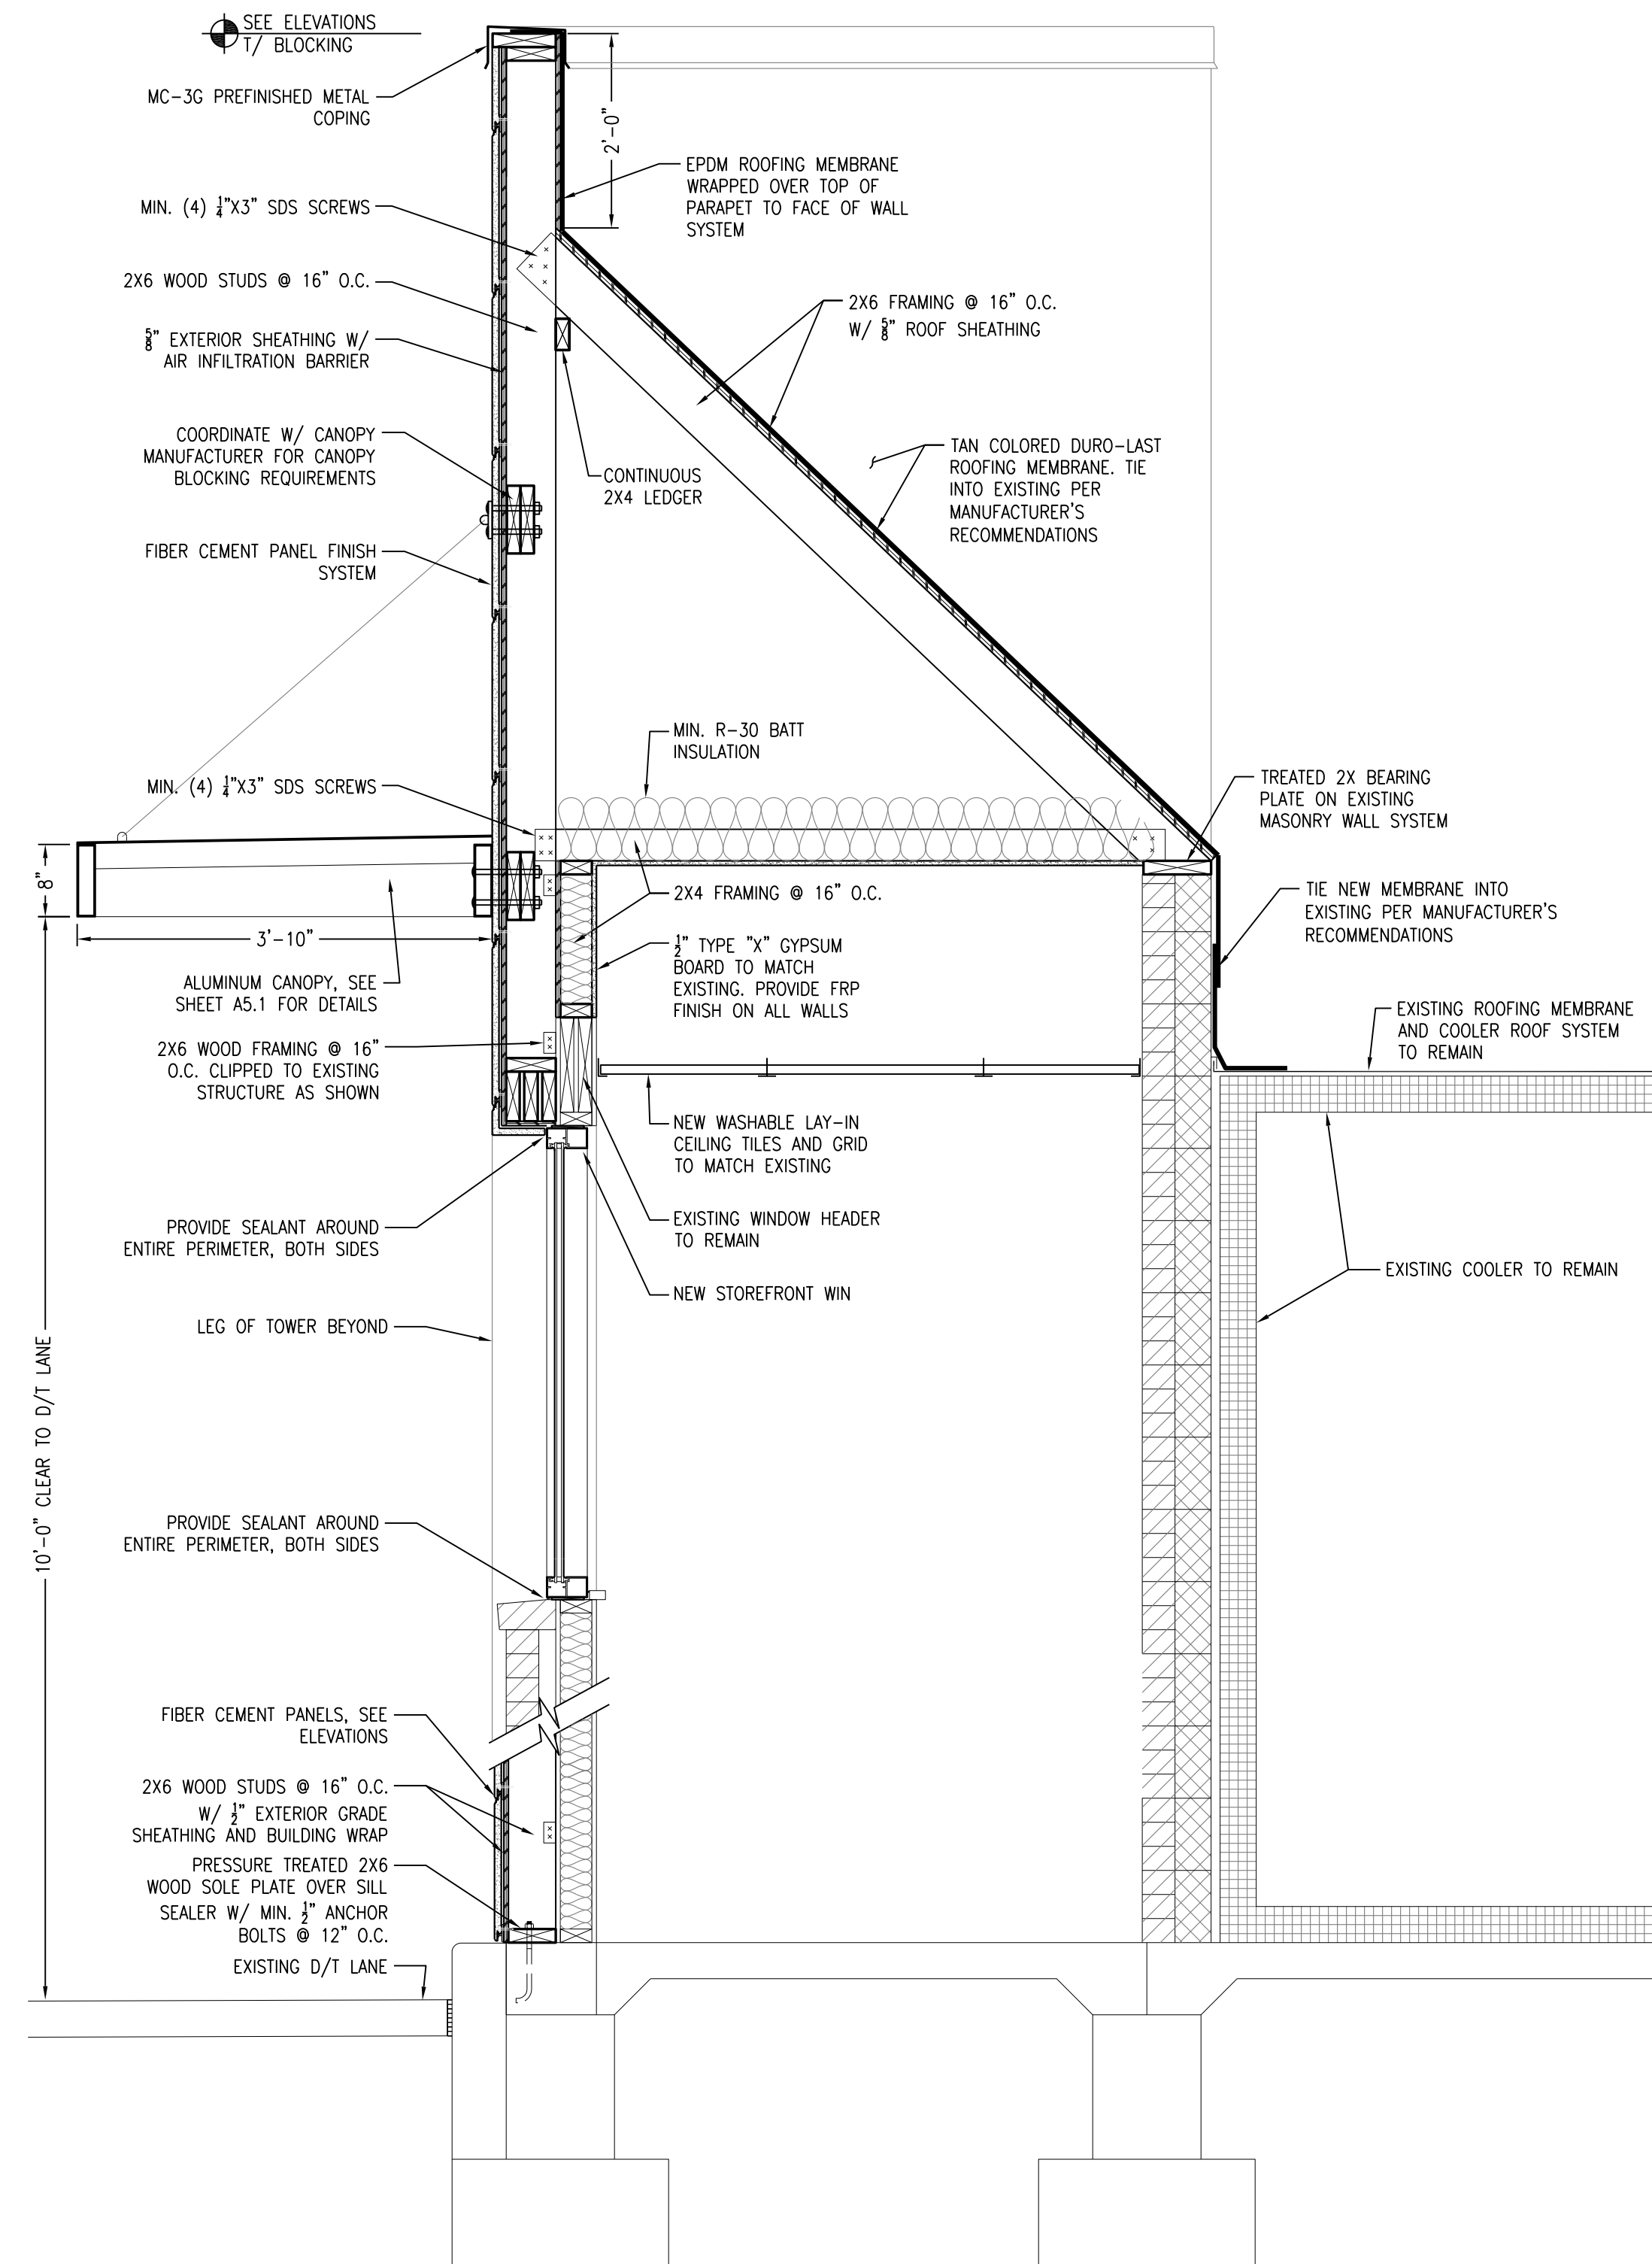 SEE ELEVATIONS
T/ BLOCKING
MC-3G PREFINISHED METAL
COPING
2'-0"
EPDM ROOFING MEMBRANE
WRAPPED OVER TOP OF
PARAPET TO FACE OF WALL
SYSTEM
MIN. (4) 1/4"X3" SDS SCREWS
2X6 WOOD STUDS @ 16" O.C.
2X6 FRAMING @ 16" O.C.
W/ 5/8" ROOF SHEATHING
5/8" EXTERIOR SHEATHING W/
AIR INFILTRATION BARRIER
COORDINATE W/ CANOPY
MANUFACTURER FOR CANOPY
BLOCKING REQUIREMENTS
CONTINUOUS
2X4 LEDGER
TAN COLORED DURO-LAST
ROOFING MEMBRANE. TIE
INTO EXISTING PER
MANUFACTURER'S
RECOMMENDATIONS
FIBER CEMENT PANEL FINISH
SYSTEM
MIN. R-30 BATT
INSULATION
MIN. (4) 1/4"X3" SDS SCREWS
TREATED 2X BEARING
PLATE ON EXISTING
MASONRY WALL SYSTEM
8"
3'-10"
2X4 FRAMING @ 16" O.C.
TIE NEW MEMBRANE INTO
EXISTING PER MANUFACTURER'S
RECOMMENDATIONS
1/2" TYPE "X" GYPSUM
BOARD TO MATCH
EXISTING. PROVIDE FRP
FINISH ON ALL WALLS
ALUMINUM CANOPY, SEE
SHEET A5.1 FOR DETAILS
EXISTING ROOFING MEMBRANE
AND COOLER ROOF SYSTEM
TO REMAIN
2X6 WOOD FRAMING @ 16"
O.C. CLIPPED TO EXISTING
STRUCTURE AS SHOWN
NEW WASHABLE LAY-IN
CEILING TILES AND GRID
TO MATCH EXISTING
PROVIDE SEALANT AROUND
ENTIRE PERIMETER, BOTH SIDES
EXISTING WINDOW HEADER
TO REMAIN
EXISTING COOLER TO REMAIN
NEW STOREFRONT WIN
LEG OF TOWER BEYOND
10'-0" CLEAR TO D/T LANE
PROVIDE SEALANT AROUND
ENTIRE PERIMETER, BOTH SIDES
FIBER CEMENT PANELS, SEE
ELEVATIONS
2X6 WOOD STUDS @ 16" O.C.
W/ 1/2" EXTERIOR GRADE
SHEATHING AND BUILDING WRAP
PRESSURE TREATED 2X6
WOOD SOLE PLATE OVER SILL
SEALER W/ MIN. 1/2" ANCHOR
BOLTS @ 12" O.C.
EXISTING D/T LANE